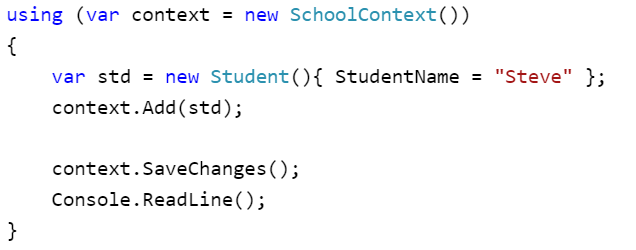 using (var context = new SchoolContext())
{
    var std = new Student(){ StudentName = "Steve" };
    context.Add(std);

    context.SaveChanges();
    Console.ReadLine();
}